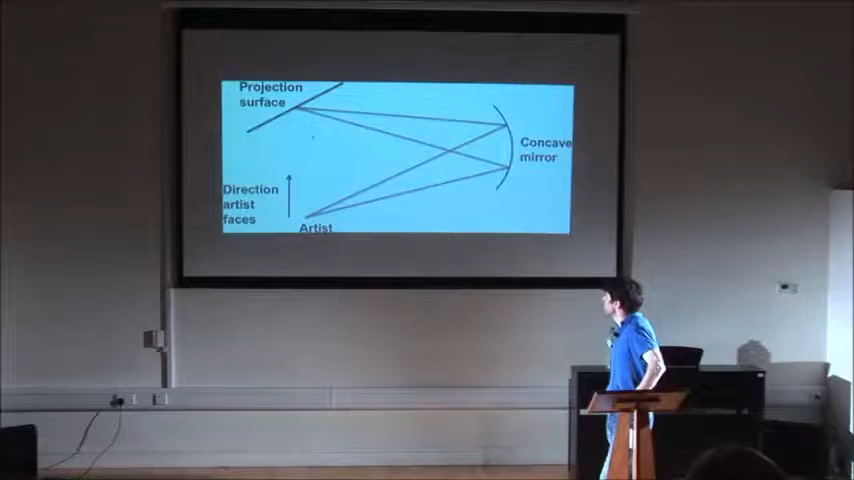 Projection
surface
Concave
mirror
Direction
artist
faces
Artist